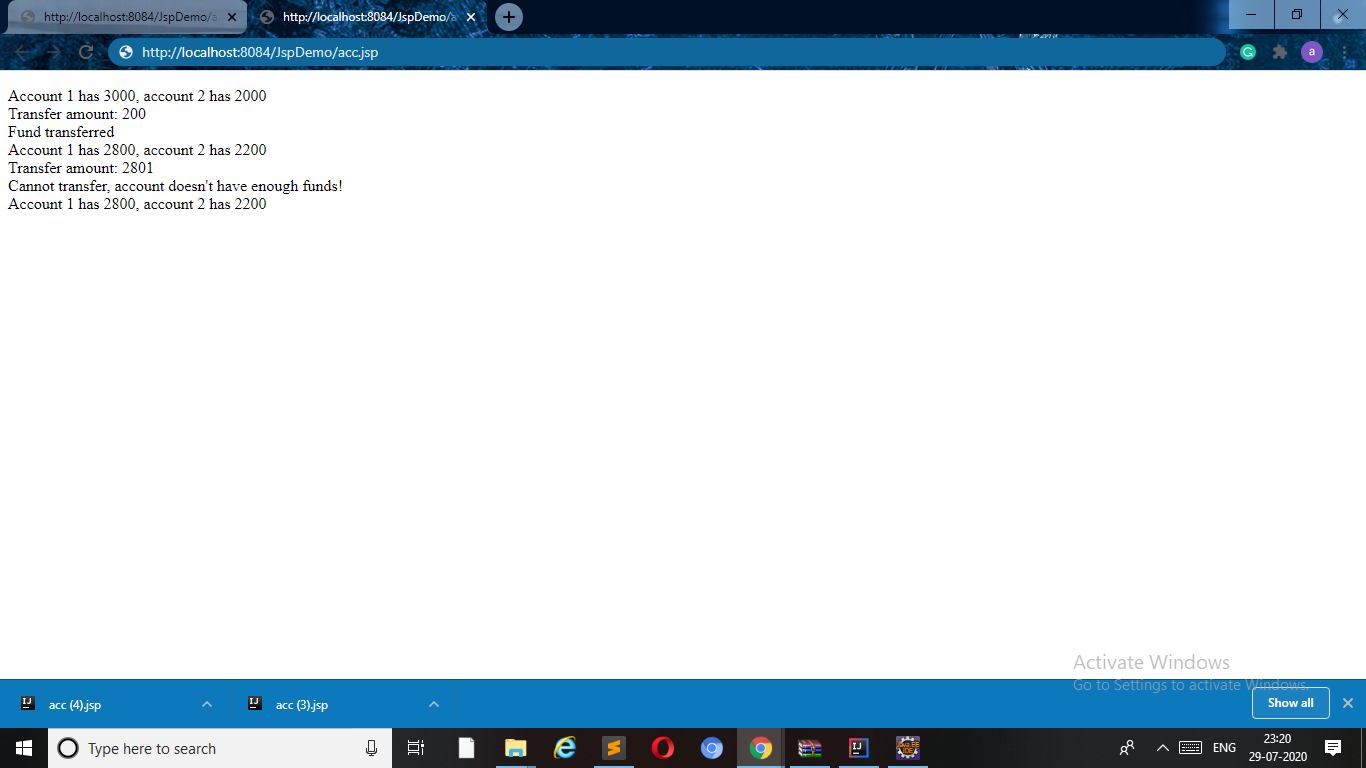 http://localhost:8084/JspDemo/a
http://localhost:8084/JspDemo/a
http://localhost:8084/JspDemo/acc.jsp
a
Account 1 has 3000, account 2 has 2000
Transfer amount: 200
Fund transferred
Account 1 has 2800, account 2 has 2200
Transfer amount: 2801
Cannot transfer, account doesn't have enough funds!
Account 1 has 2800, account 2 has 2200
Activate Windows
Go to Settings to activate Windows.
acc (4).jsp
acc (3).jsp
Show all
Type here to search
ENG
23:20
29-07-2020